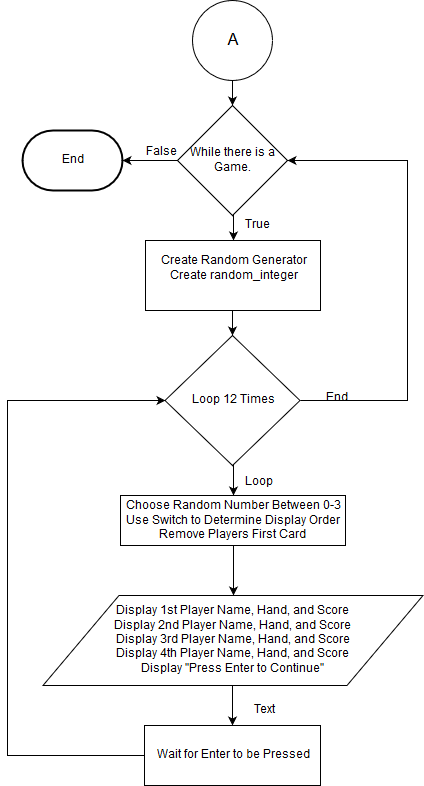 A
While there is a
Game.
False
End
True
Create Random Generator
Create random_integer
Loop 12 Times
End
Loop
Choose Random Number Between 0-3
Use Switch to Determine Display Order
Remove Players First Card
Display 1st Player Name, Hand, and Score
Display 2nd Player Name, Hand, and Score
Display 3rd Player Name, Hand, and Score
Display 4th Player Name, Hand, and Score
Display "Press Enter to Continue"
Text
Wait for Enter to be Pressed